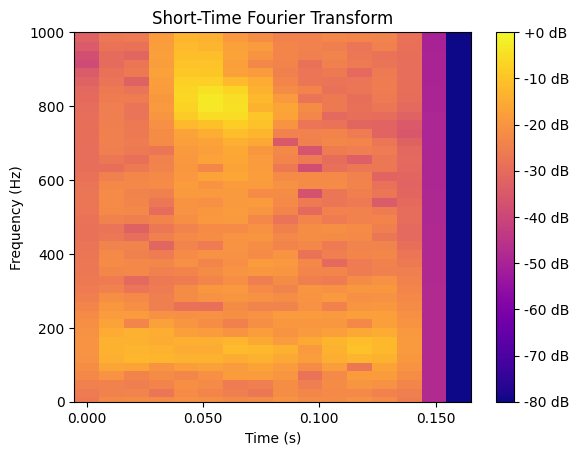 Short-Time Fourier Transform
1000
800
600
400
200
0
Frequency (Hz)
0.000
0.050
0.100
0.150
Time (s)
+0 dB
-10 dB
-20 dB
-30 dB
-40 dB
-50 dB
-60 dB
-70 dB
-80 dB